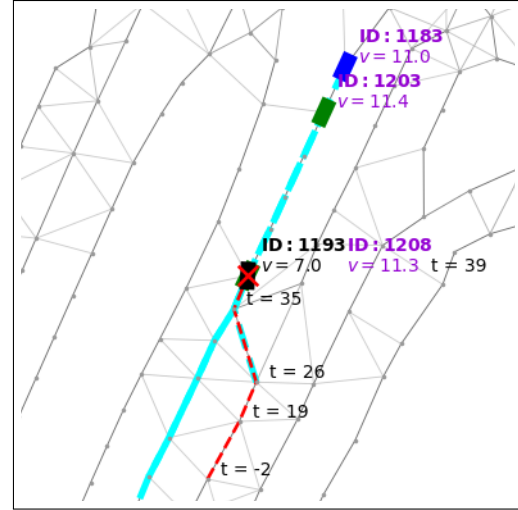 ID: 1183
v = 11.0
ID: 1203
v = 11.4
ID: 1193 ID: 1208
v = 7.0 v = 11.3 t = 39
t = 35
t = 26
t = 19
t = -2